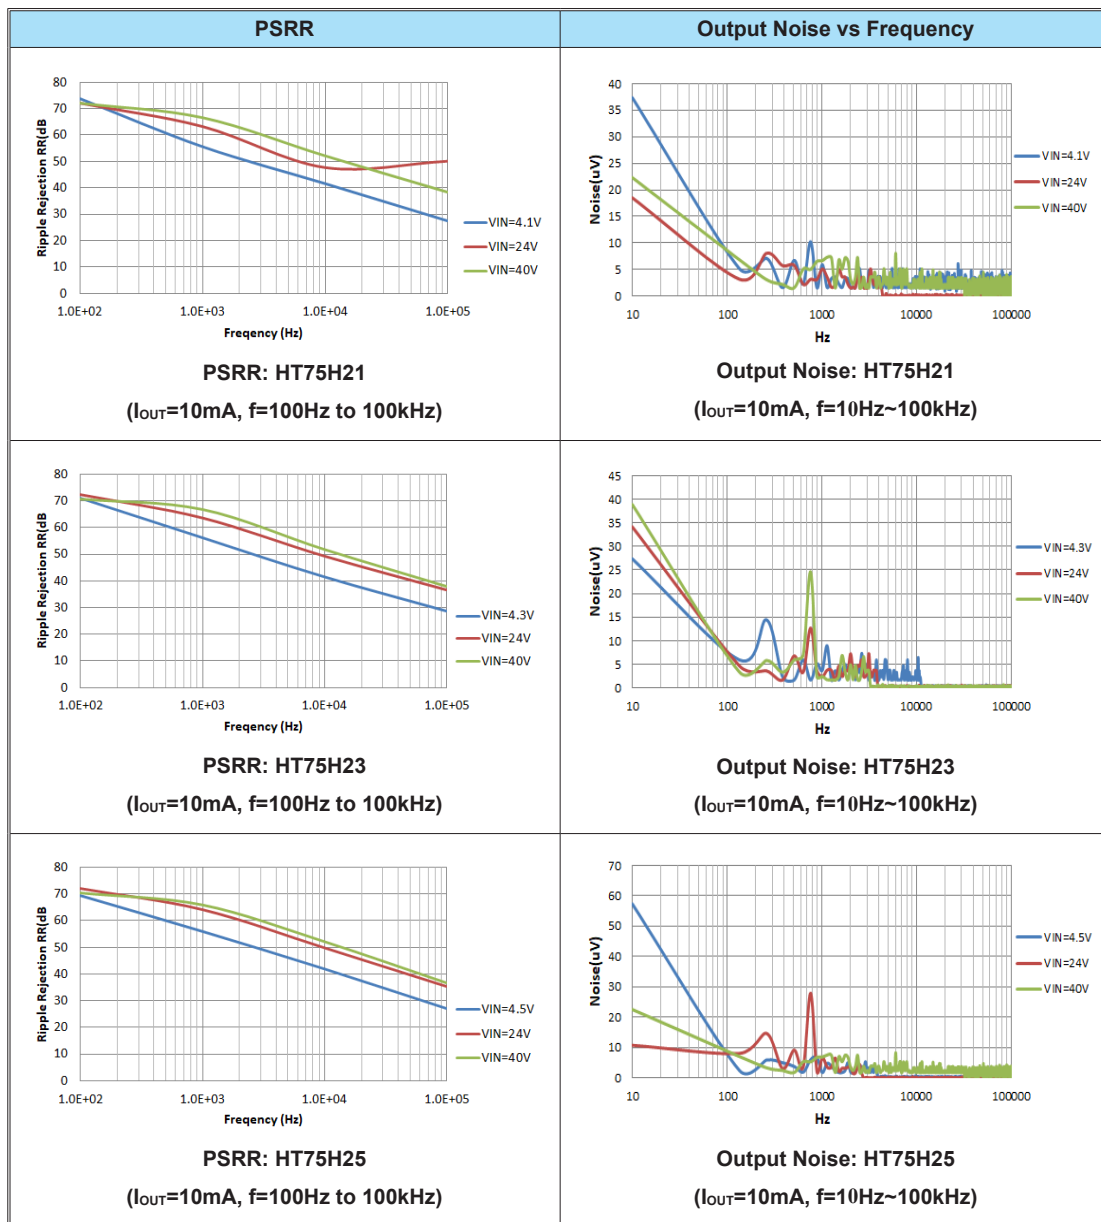 PSRR
Output Noise vs Frequency
Ripple Rejection RR(dB
80
70
60
50
40
30
20
10
0
1.0E+02
1.0E+03
1.0E+04
1.0E+05
Freqency (Hz)
VIN=4.1V
VIN=24V
VIN=40V
PSRR: HT75H21
(IOUT=10mA, f=100Hz to 100kHz)
Noise(uV)
40
35
30
25
20
15
10
5
0
10
100
1000
10000
100000
Hz
VIN=4.1V
VIN=24V
VIN=40V
Output Noise: HT75H21
(IOUT=10mA, f=10Hz~100kHz)
Ripple Rejection RR(dB
80
70
60
50
40
30
20
10
0
1.0E+02
1.0E+03
1.0E+04
1.0E+05
Freqency (Hz)
VIN=4.3V
VIN=24V
VIN=40V
PSRR: HT75H23
(IOUT=10mA, f=100Hz to 100kHz)
Noise(uV)
45
40
35
30
25
20
15
10
5
0
10
100
1000
10000
100000
Hz
VIN=4.3V
VIN=24V
VIN=40V
Output Noise: HT75H23
(IOUT=10mA, f=10Hz~100kHz)
Ripple Rejection RR(dB
80
70
60
50
40
30
20
10
0
1.0E+02
1.0E+03
1.0E+04
1.0E+05
Freqency (Hz)
VIN=4.5V
VIN=24V
VIN=40V
PSRR: HT75H25
(IOUT=10mA, f=100Hz to 100kHz)
Noise(uV)
70
60
50
40
30
20
10
0
10
100
1000
10000
100000
Hz
VIN=4.5V
VIN=24V
VIN=40V
Output Noise: HT75H25
(IOUT=10mA, f=10Hz~100kHz)